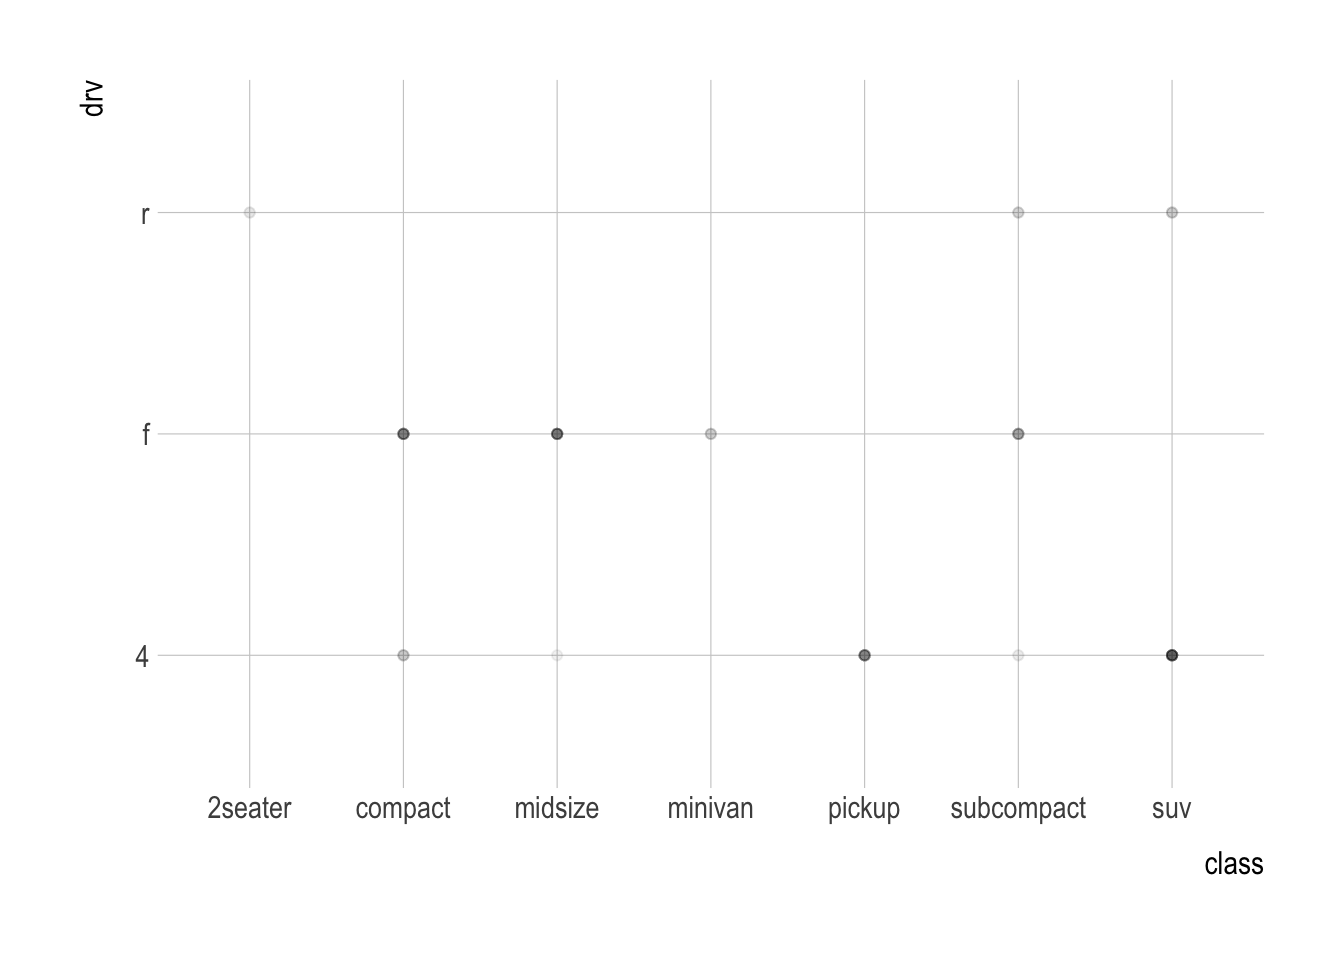 drv
r
f
4
2seater compact midsize minivan pickup subcompact suv
class